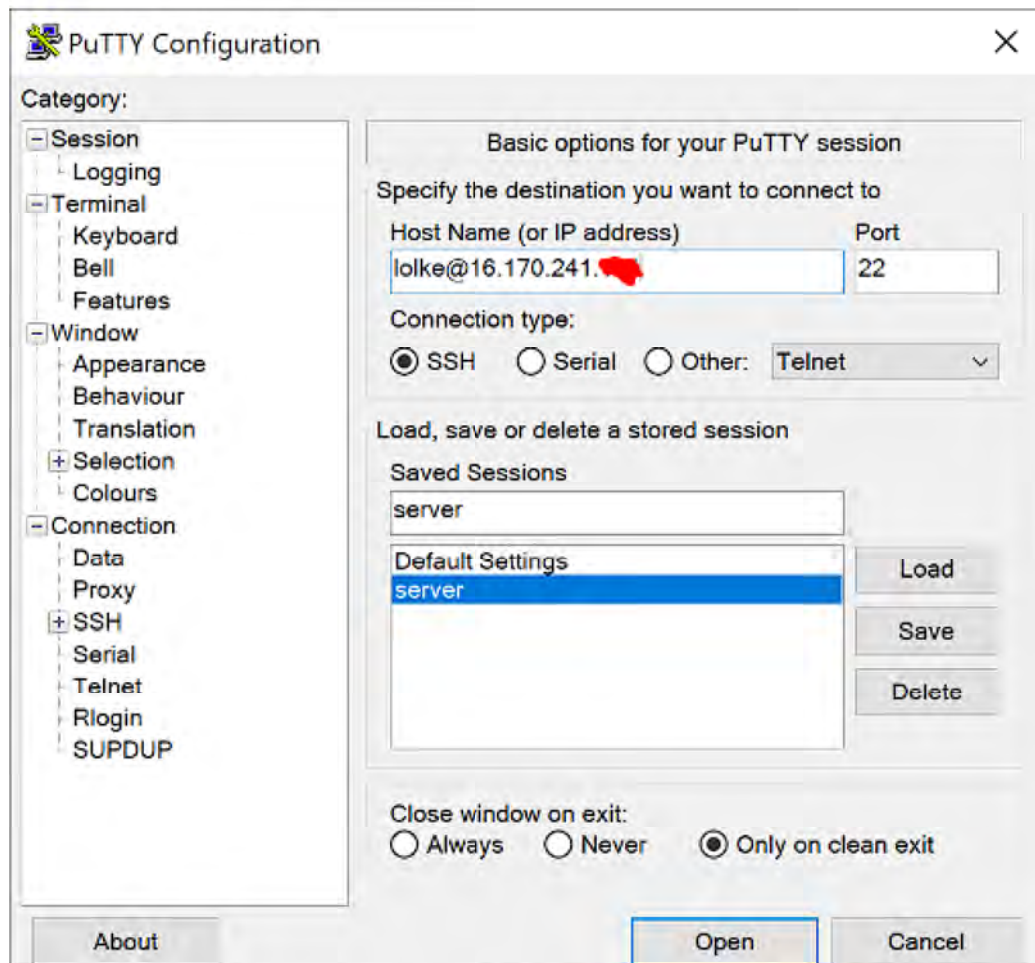 PuTTY Configuration
Category:
Session
Logging
Terminal
Keyboard
Bell
Features
Window
Appearance
Behaviour
Translation
Selection
Colours
Connection
Data
Proxy
SSH
Serial
Telnet
Rlogin
SUPDUP
Basic options for your PuTTY session
Specify the destination you want to connect to
Host Name (or IP address) Port
lolke@16.170.241. 22
Connection type:
SSH Serial Other: Telnet
Load, save or delete a stored session
Saved Sessions
server
Default Settings
server
Load
Save
Delete
Close window on exit:
Always Never Only on clean exit
About Open Cancel